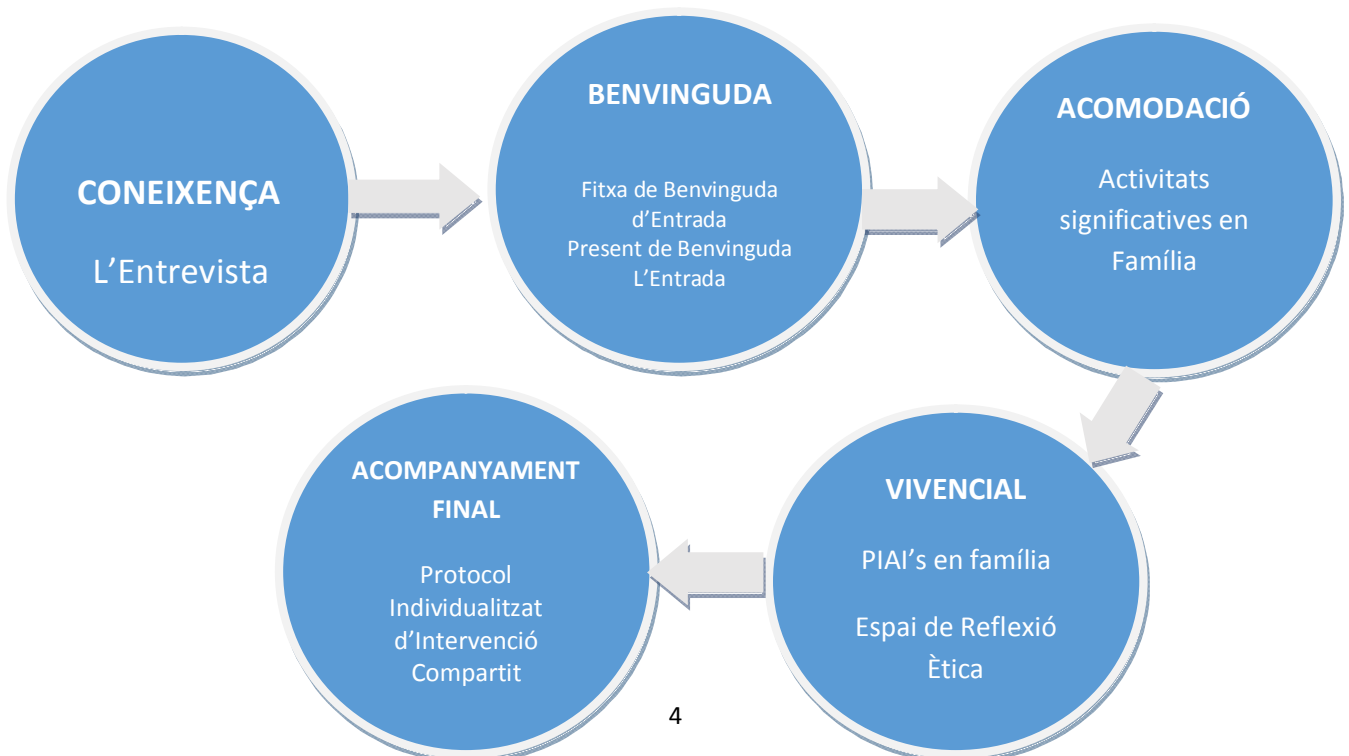 CONEIXENÇA
L’Entrevista
BENVINGUDA
Fitxa de Benvinguda
d’Entrada
Present de Benvinguda
L’Entrada
ACOMODACIÓ
Activitats
significatives en
Família
VIVENCIAL
PIAI’s en família
Espai de Reflexió
Ètica
ACOMPANYAMENT
FINAL
Protocol
Individualitzat
d’Intervenció
Compartit
4